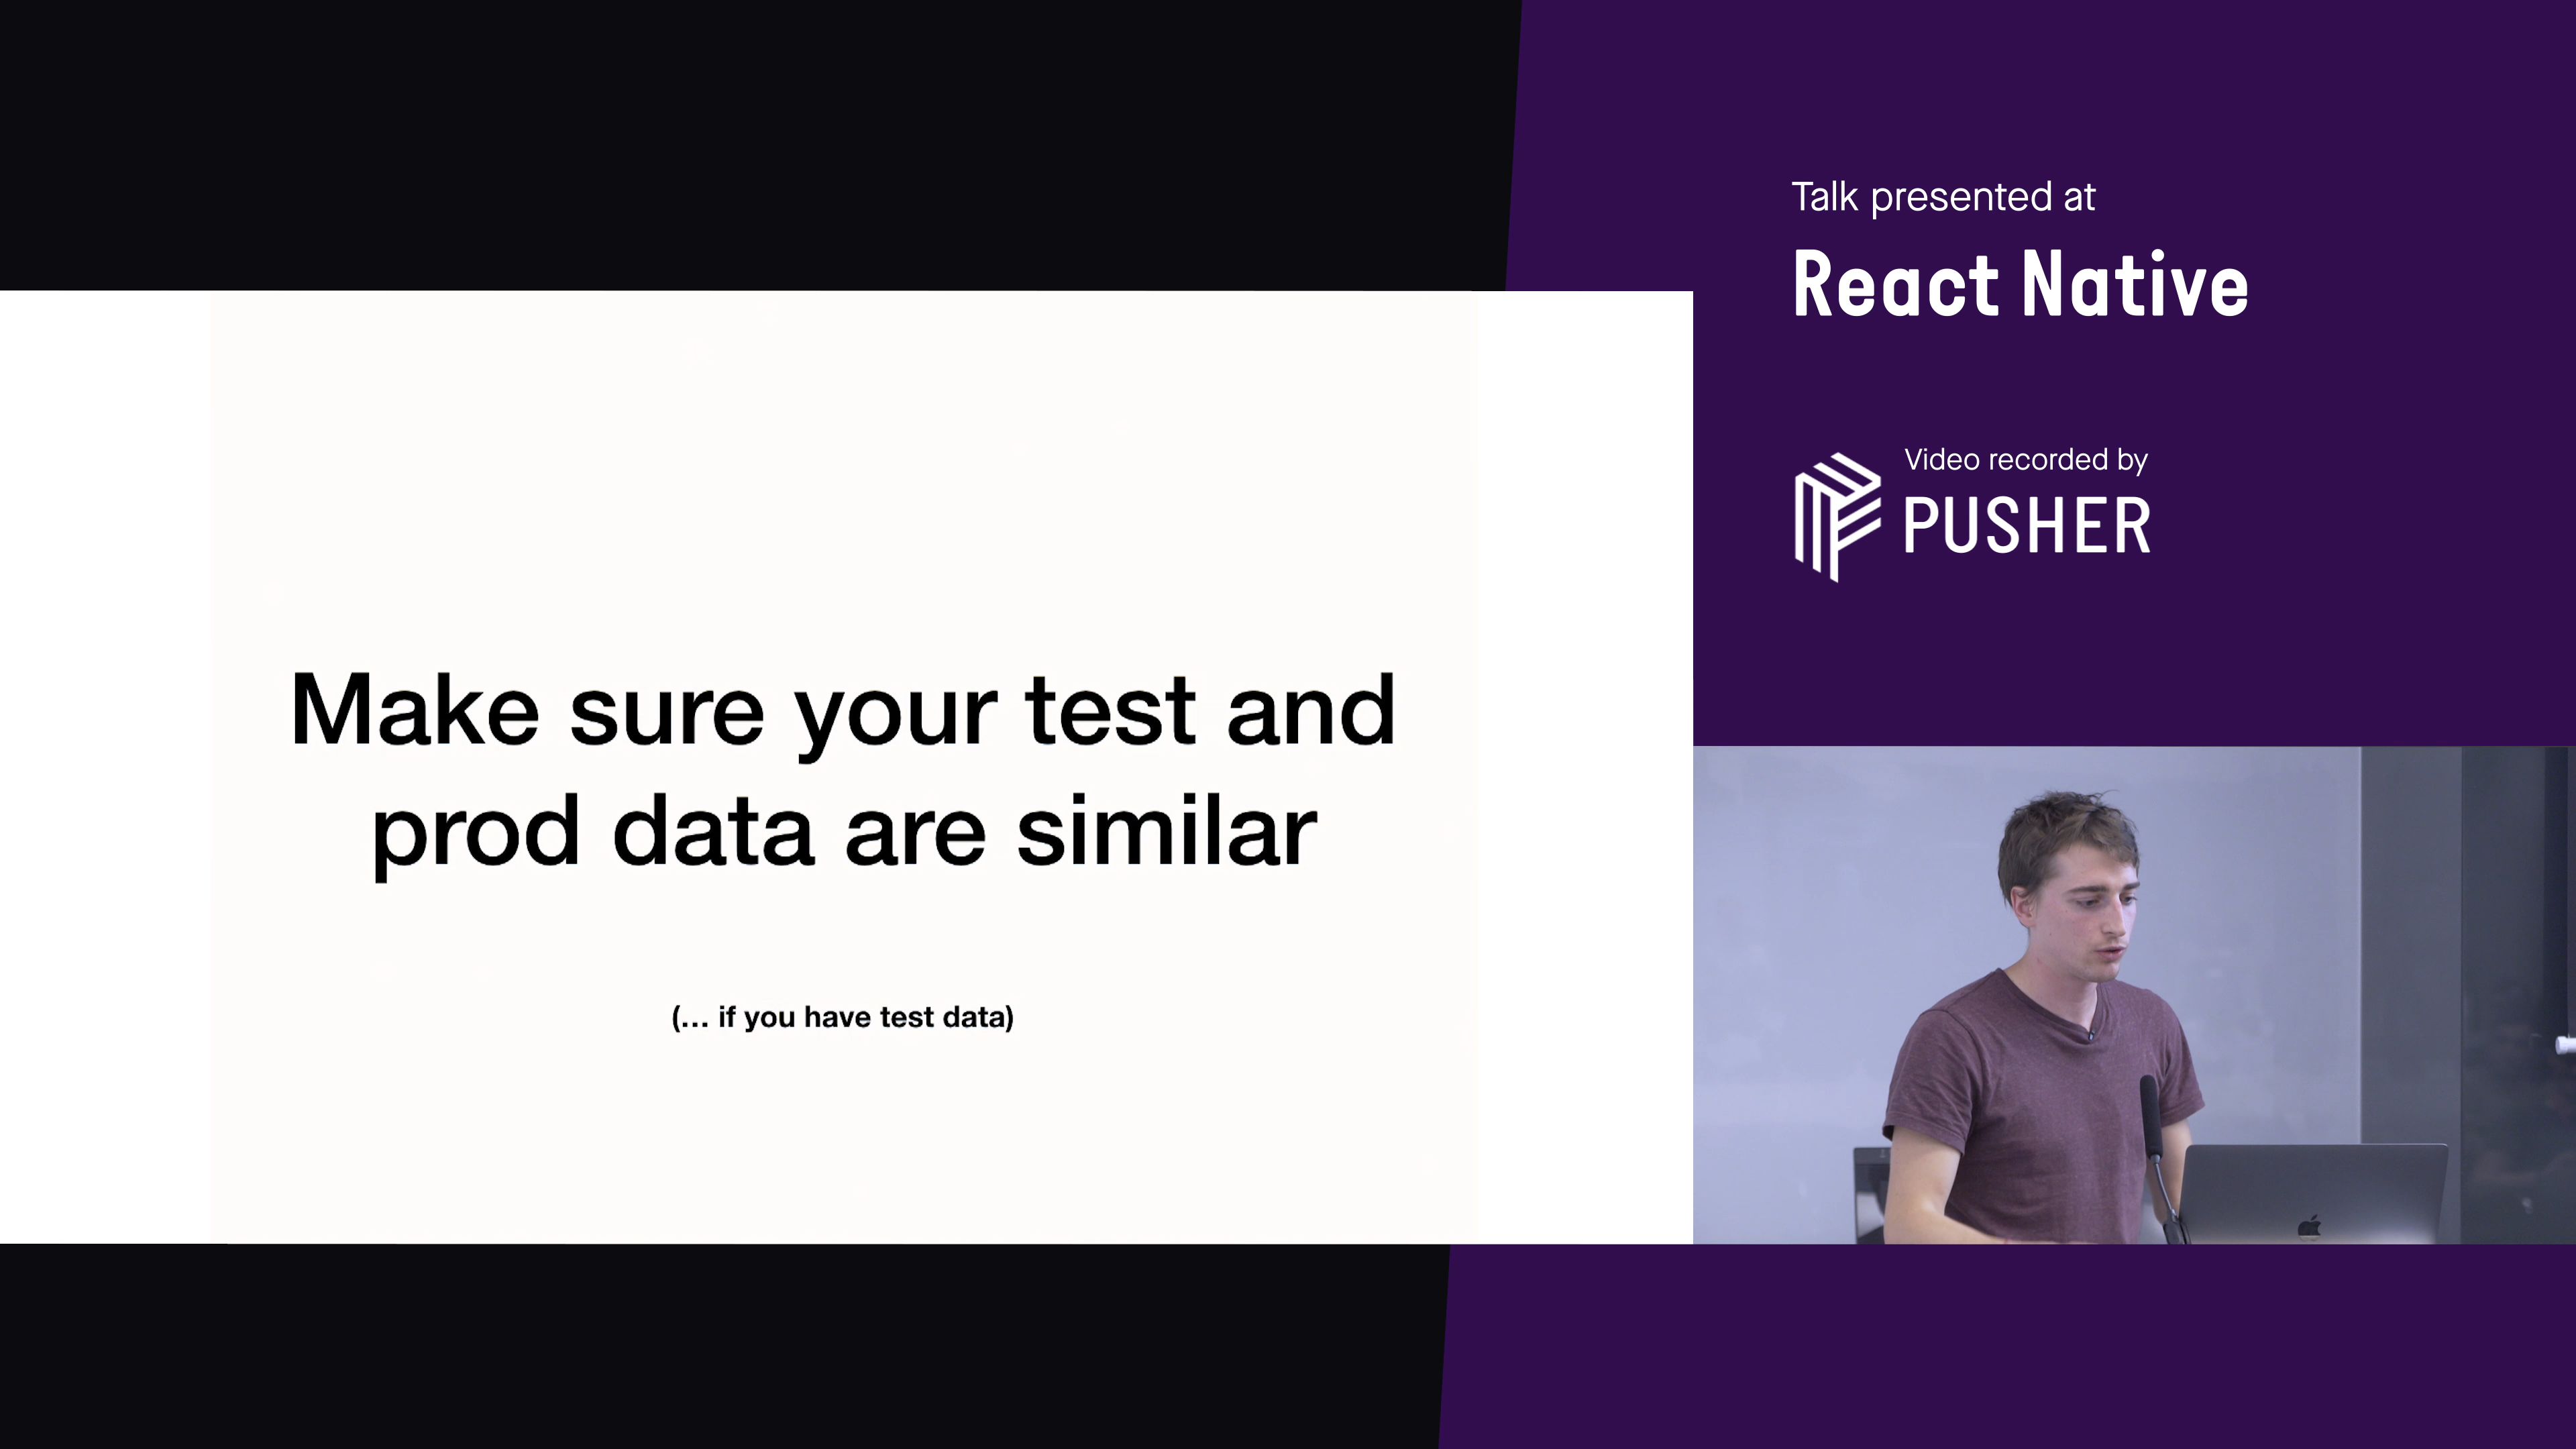 Make sure your test and
prod data are similar
(... if you have test data)
Talk presented at
React Native
Video recorded by
PUSHER